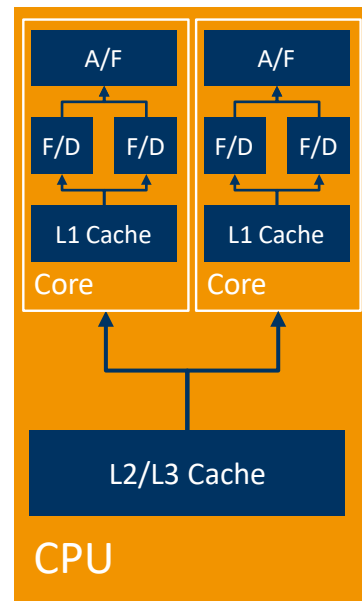 A/F
F/D F/D
L1 Cache
Core
A/F
F/D F/D
L1 Cache
Core
L2/L3 Cache
CPU